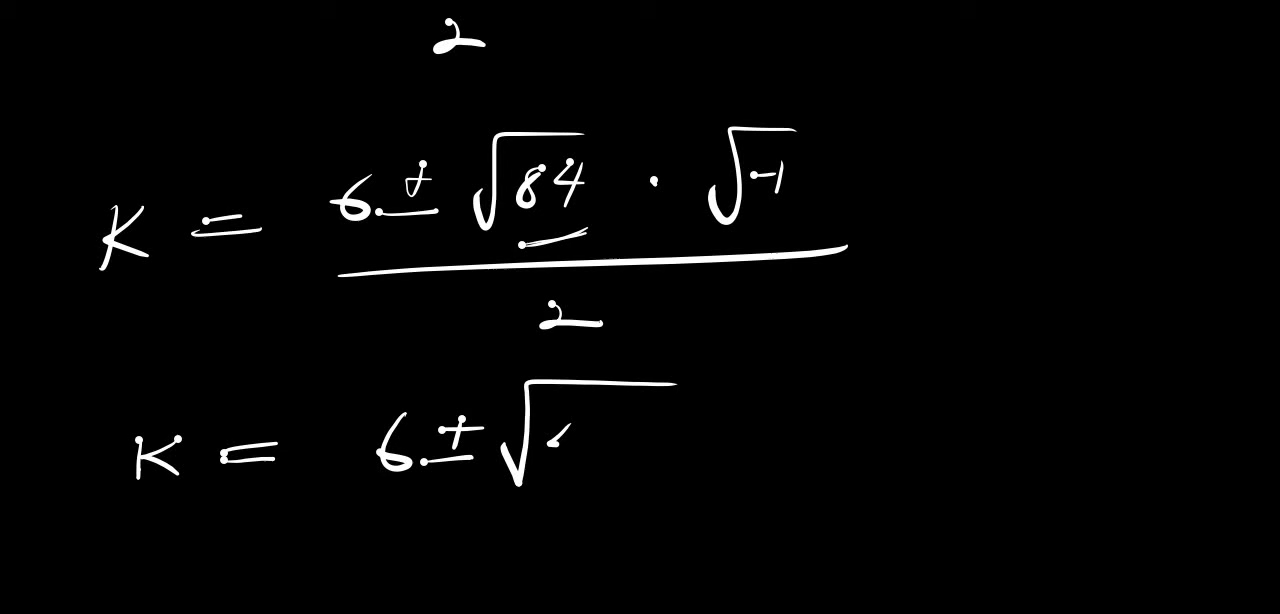 2
K = 6 ± √84 · √-1
2
K = 6 ± √